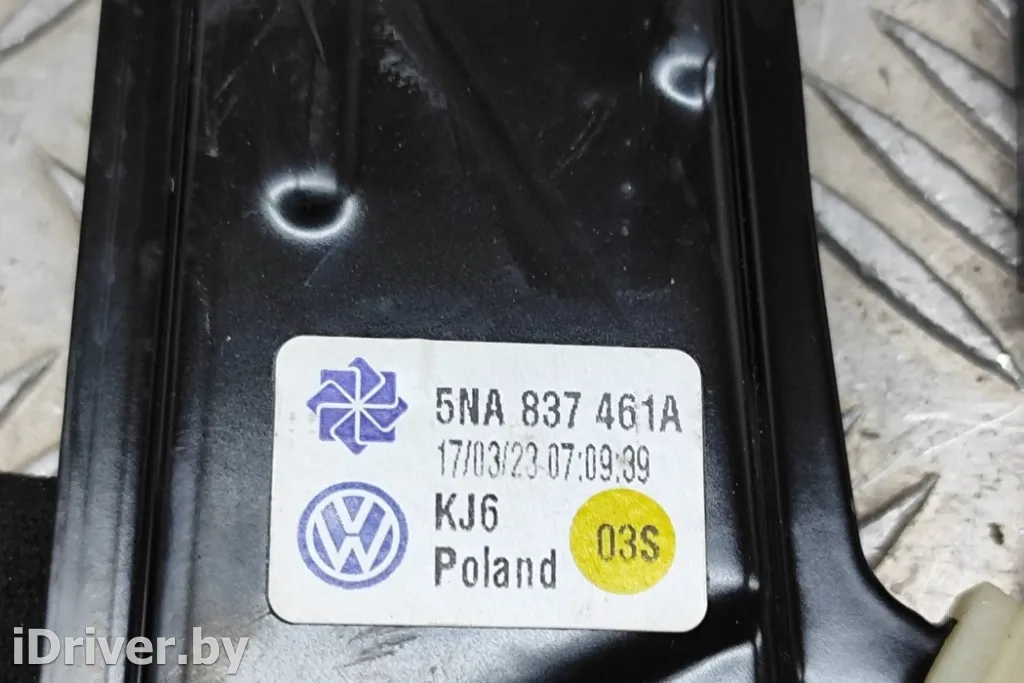 5NA 837 461A
17/03/23 07:09:39
KJ6
Poland
03S
iDriver.by